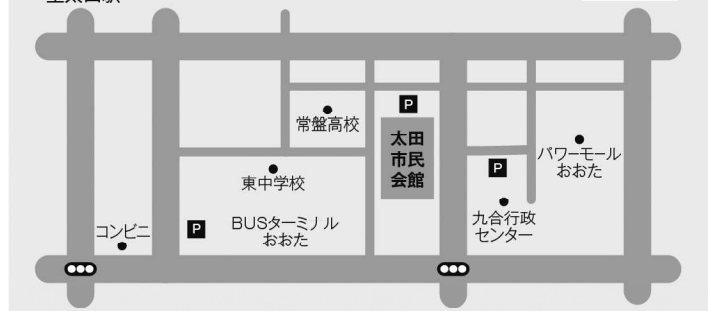 P
常盤高校
太田
市民
会館
パワーモール
おおた
P
東中学校
九合行政
センター
コンビニ
P
BUSターミナル
おおた